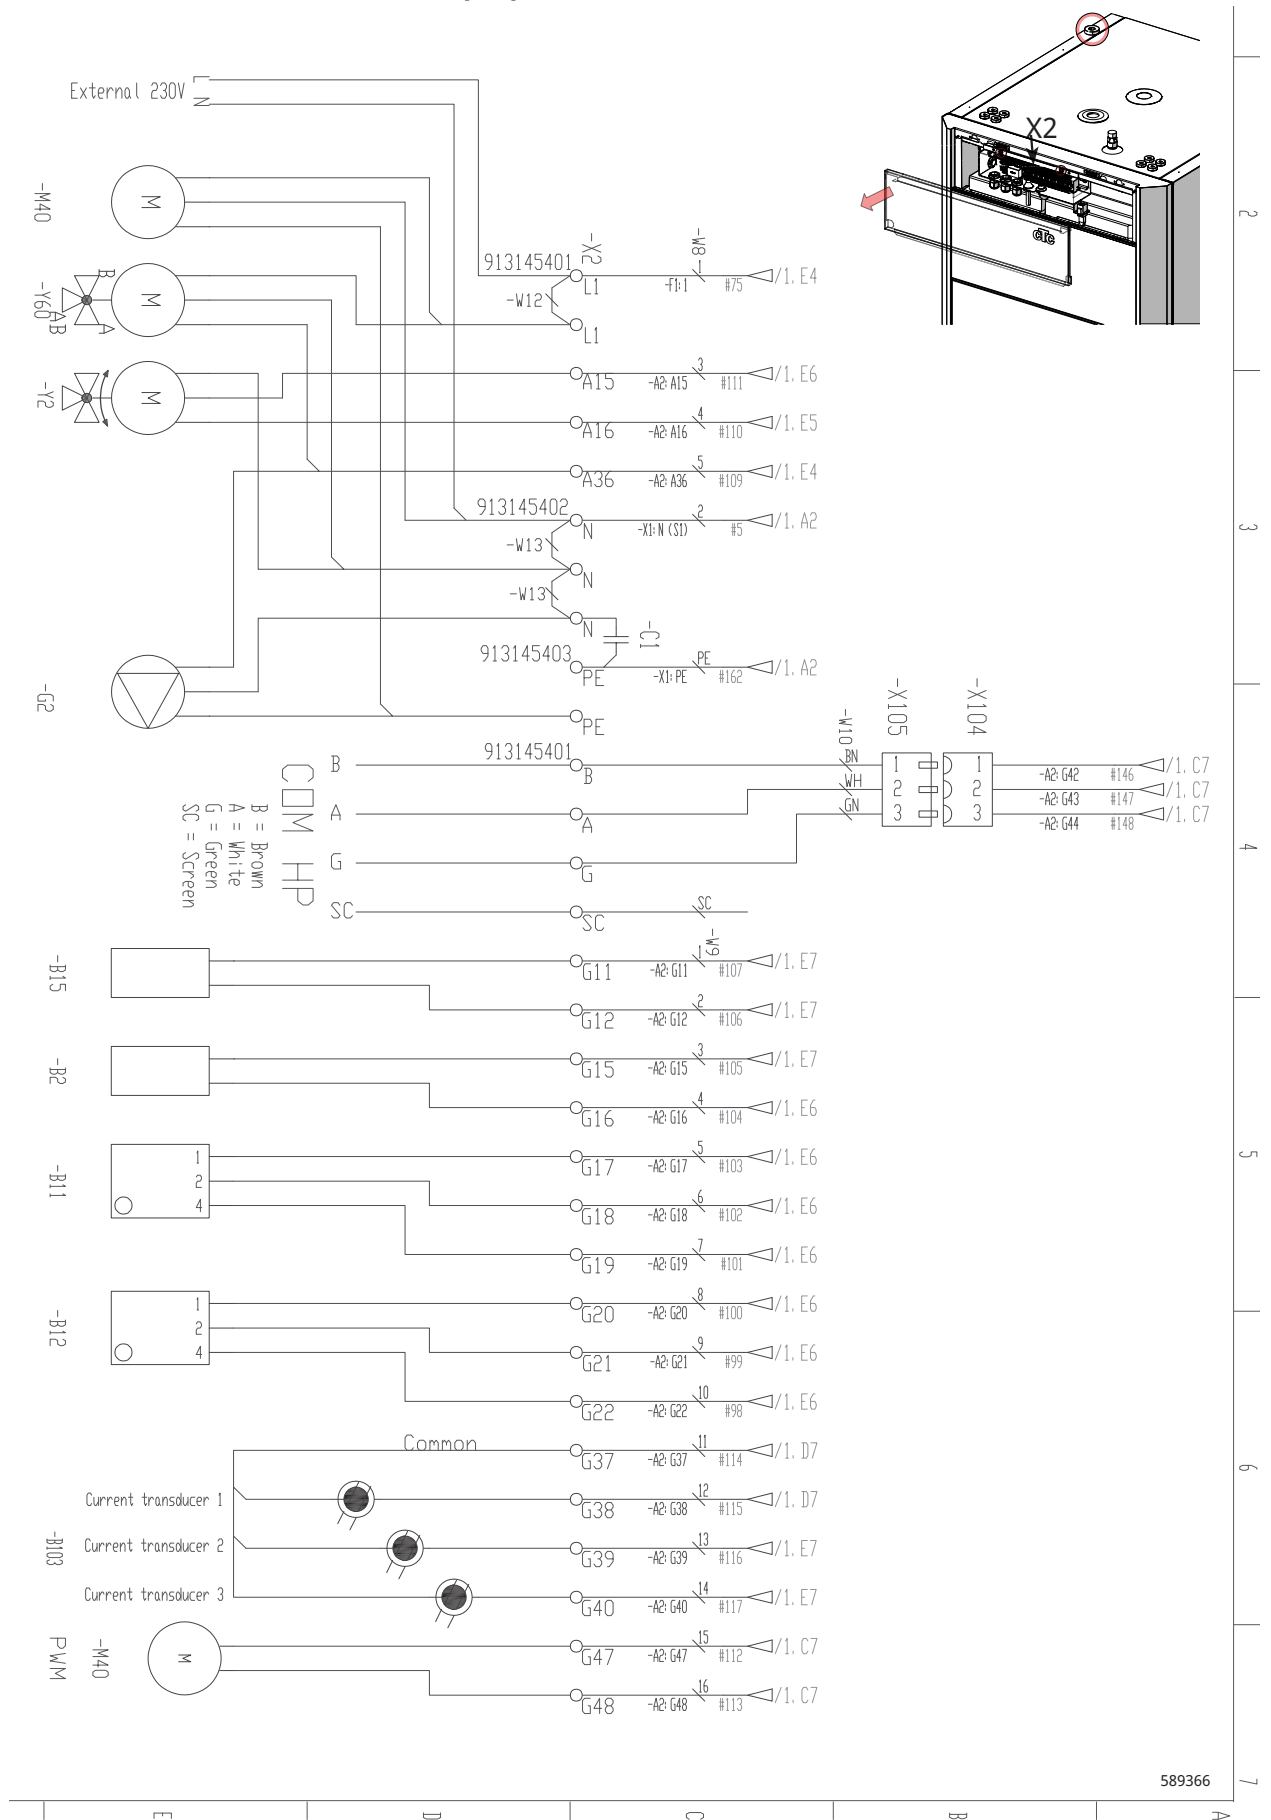 External 230V
L
N
X2
cTc
2
-M40
-X2
-W8
913145401
L1
-F1:1
1
#75
/1.E4
-W12
L1
-Y60
B
A
AB
M
M
M
-Y2
A15
-A2:A15
3
#111
/1.E6
A16
-A2:A16
4
#110
/1.E5
A36
-A2:A36
5
#109
/1.E4
913145402
N
-X1:N (S1)
2
#5
/1.A2
3
-W13
N
-W13
N
-C1
913145403
PE
-X1:PE
PE
#162
/1.A2
-G2
PE
-X105
-X104
-W10
913145401
B
B
BN
1
1
-A2:G42
#146
/1.C7
A
A
WH
2
2
-A2:G43
#147
/1.C7
GN
3
3
-A2:G44
#148
/1.C7
G
G
SC
SC
SC
COM HP
B = Brown
A = White
G = Green
SC = Screen
4
-B15
-W9
G11
-A2:G11
1
#107
/1.E7
G12
-A2:G12
2
#106
/1.E7
-B2
G15
-A2:G15
3
#105
/1.E7
G16
-A2:G16
4
#104
/1.E6
-B11
1
2
4
G17
-A2:G17
5
#103
/1.E6
5
G18
-A2:G18
6
#102
/1.E6
G19
-A2:G19
7
#101
/1.E6
-B12
1
2
4
G20
-A2:G20
8
#100
/1.E6
G21
-A2:G21
9
#99
/1.E6
G22
-A2:G22
10
#98
/1.E6
Common
G37
-A2:G37
11
#114
/1.D7
6
-B103
Current transducer 1
G38
-A2:G38
12
#115
/1.D7
Current transducer 2
G39
-A2:G39
13
#116
/1.E7
Current transducer 3
G40
-A2:G40
14
#117
/1.E7
-M40
PWM
M
G47
-A2:G47
15
#112
/1.C7
G48
-A2:G48
16
#113
/1.C7
589366
7
E
D
C
B
A